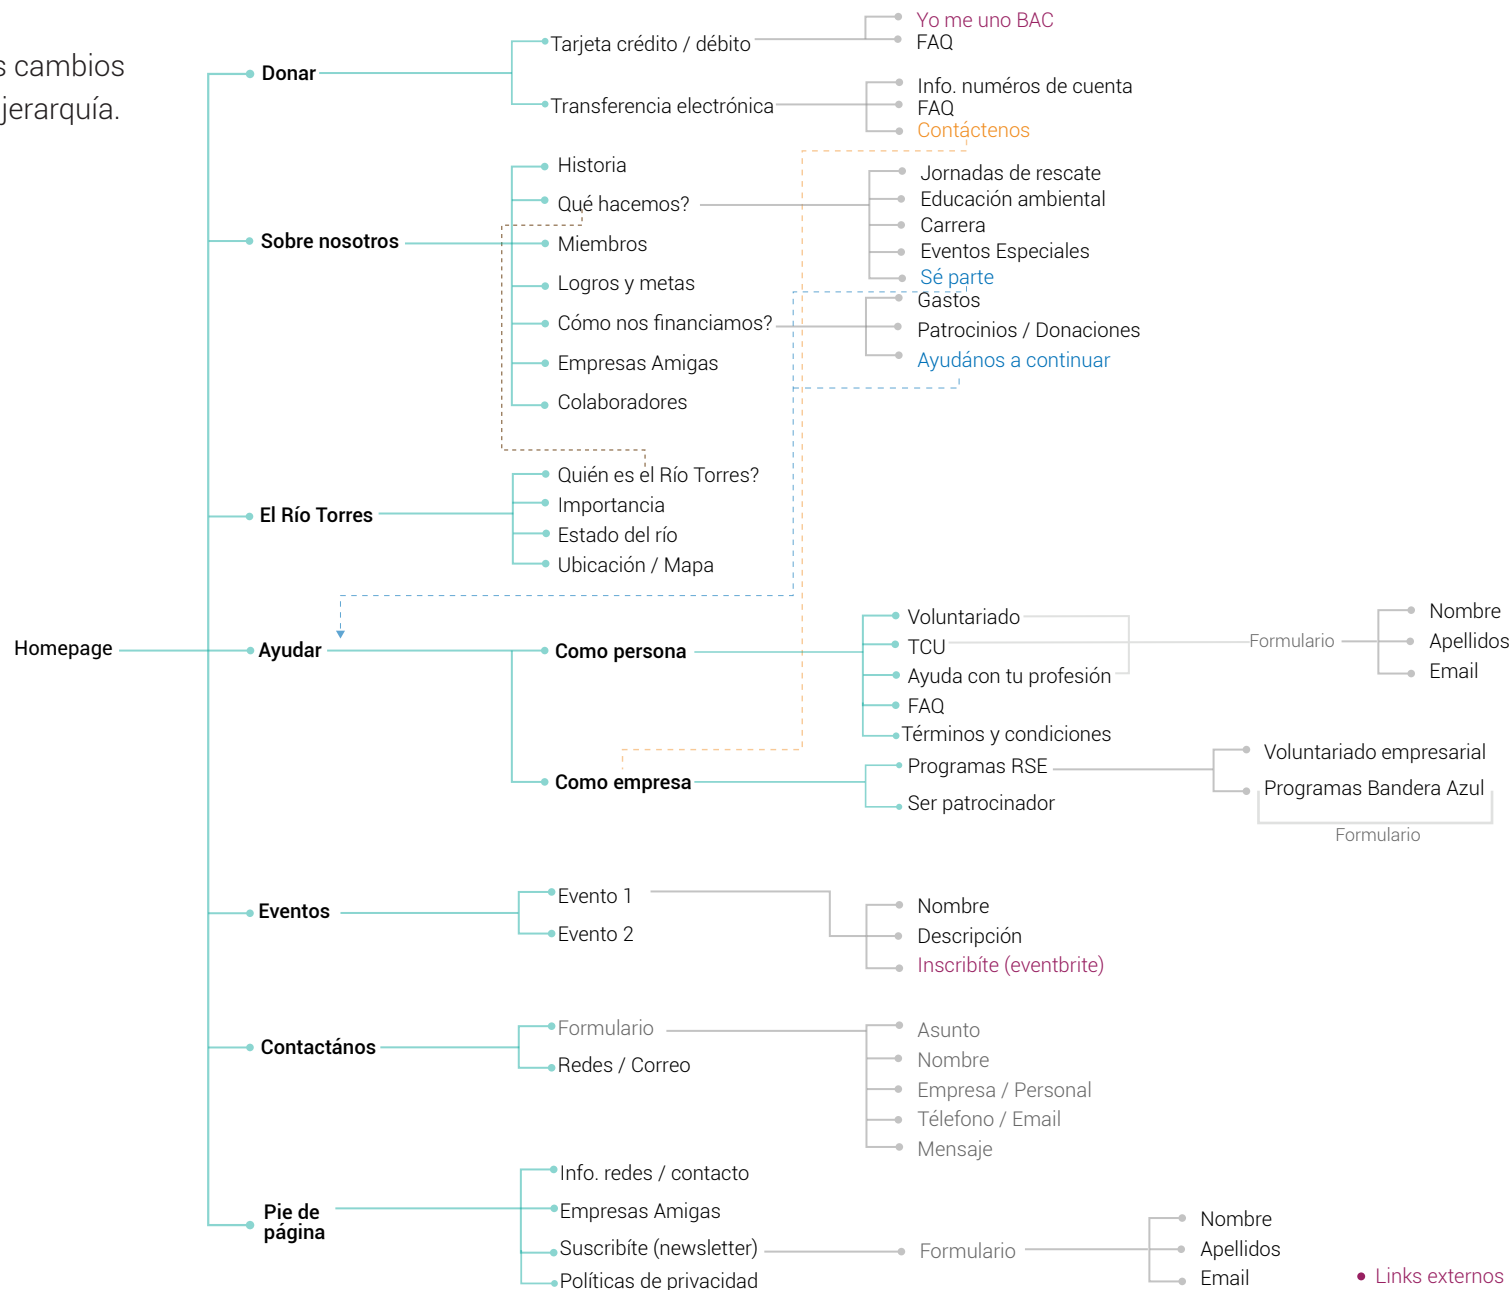 s cambios
jerarquía.
Homepage
Donar
Tarjeta crédito / débito
Yo me uno BAC
FAQ
Transferencia electrónica
Info. numéros de cuenta
FAQ
Contáctenos
Sobre nosotros
Historia
Qué hacemos?
Jornadas de rescate
Educación ambiental
Carrera
Eventos Especiales
Sé parte
Miembros
Logros y metas
Cómo nos financiamos?
Gastos
Patrocinios / Donaciones
Ayudános a continuar
Empresas Amigas
Colaboradores
El Río Torres
Quién es el Río Torres?
Importancia
Estado del río
Ubicación / Mapa
Ayudar
Como persona
Voluntariado
TCU
Ayuda con tu profesión
FAQ
Términos y condiciones
Formulario
Nombre
Apellidos
Email
Como empresa
Programas RSE
Ser patrocinador
Voluntariado empresarial
Programas Bandera Azul
Formulario
Eventos
Evento 1
Evento 2
Nombre
Descripción
Inscribíte (eventbrite)
Contactános
Formulario
Redes / Correo
Asunto
Nombre
Empresa / Personal
Télefono / Email
Mensaje
Pie de
página
Info. redes / contacto
Empresas Amigas
Suscribíte (newsletter)
Políticas de privacidad
Formulario
Nombre
Apellidos
Email
Links externos